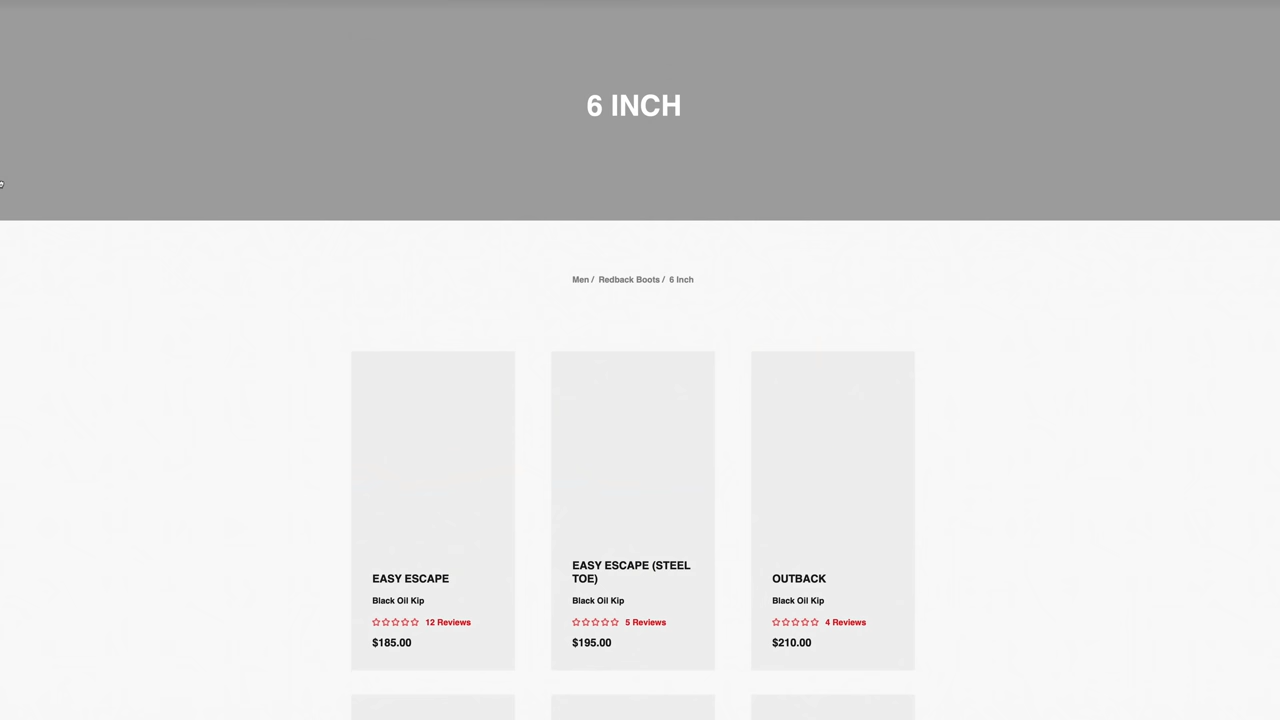 6 INCH
Men / Redback Boots / 6 Inch
EASY ESCAPE
Black Oil Kip
12 Reviews
$185.00
EASY ESCAPE (STEEL
TOE)
Black Oil Kip
5 Reviews
$195.00
OUTBACK
Black Oil Kip
4 Reviews
$210.00